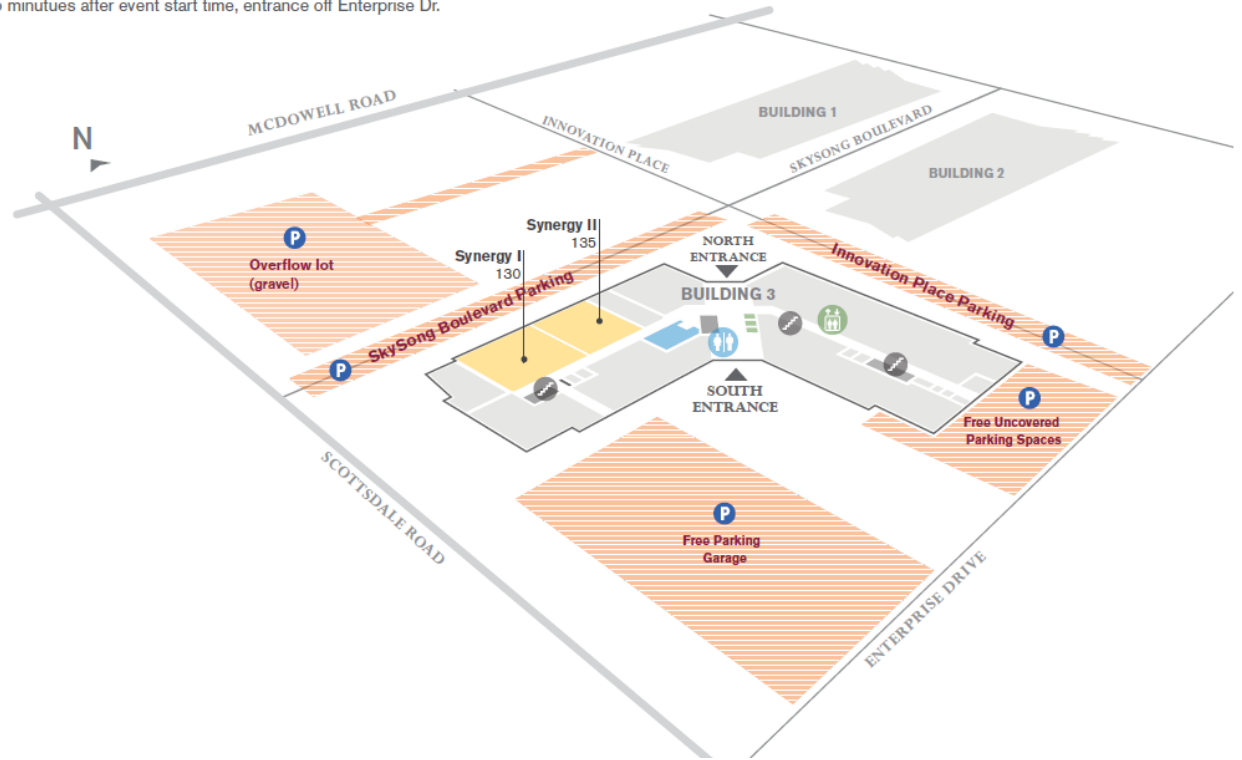 minutues after event start time, entrance off Enterprise Dr.
MCDOWELL ROAD
N
INNOVATION PLACE
BUILDING 1
SKYSONG BOULEVARD
BUILDING 2
Synergy II
135
Synergy I
130
Overflow lot
(gravel)
P
SkySong Boulevard Parking
P
NORTH
ENTRANCE
BUILDING 3
Innovation Place Parking
P
SOUTH
ENTRANCE
P
Free Uncovered
Parking Spaces
SCOTTSDALE ROAD
P
Free Parking
Garage
ENTERPRISE DRIVE